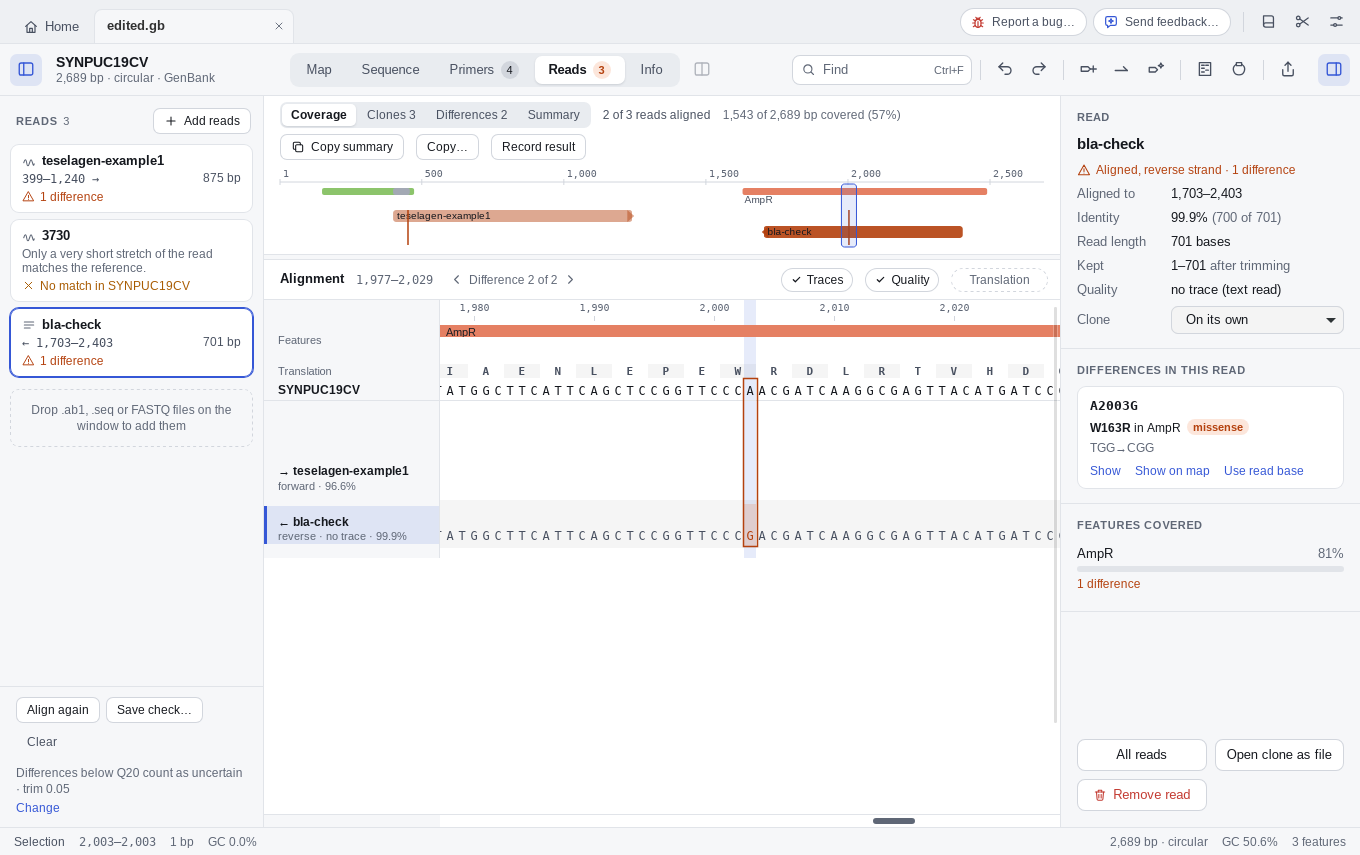 Home
edited.gb
Report a bug…
Send feedback…
SYNPUC19CV
2,689 bp · circular · GenBank
Map
Sequence
Primers 4
Reads 3
Info
Find
Ctrl+F
READS 3
Add reads
teselagen-example1
399–1,240 →
875 bp
1 difference
3730
Only a very short stretch of the read
matches the reference.
No match in SYNPUC19CV
bla-check
← 1,703–2,403
701 bp
1 difference
Drop .ab1, .seq or FASTQ files on the
window to add them
Align again
Save check…
Clear
Differences below Q20 count as uncertain
· trim 0.05
Change
Coverage
Clones 3
Differences 2
Summary
2 of 3 reads aligned
1,543 of 2,689 bp covered (57%)
Copy summary
Copy…
Record result
1
500
1,000
1,500
2,000
2,500
AmpR
teselagen-example1
bla-check
Alignment
1,977–2,029
Difference 2 of 2
Traces
Quality
Translation
1,980
1,990
2,000
2,010
2,020
Features
AmpR
Translation
I A E N L E P E W R D L R T V H D
SYNPUC19CV
TATGGCTTCATTCAGCTCCGGTTCCCAACGATCAAGGCGAGTTACATGATCC
→ teselagen-example1
forward · 96.6%
← bla-check
reverse · no trace · 99.9%
TATGGCTTCATTCAGCTCCGGTTCCCGACGATCAAGGCGAGTTACATGATCC
READ
bla-check
Aligned, reverse strand · 1 difference
Aligned to
1,703–2,403
Identity
99.9% (700 of 701)
Read length
701 bases
Kept
1–701 after trimming
Quality
no trace (text read)
Clone
On its own
DIFFERENCES IN THIS READ
A2003G
W163R in AmpR missense
TGG→CGG
Show
Show on map
Use read base
FEATURES COVERED
AmpR
81%
1 difference
All reads
Open clone as file
Remove read
Selection
2,003–2,003
1 bp
GC 0.0%
2,689 bp · circular
GC 50.6%
3 features